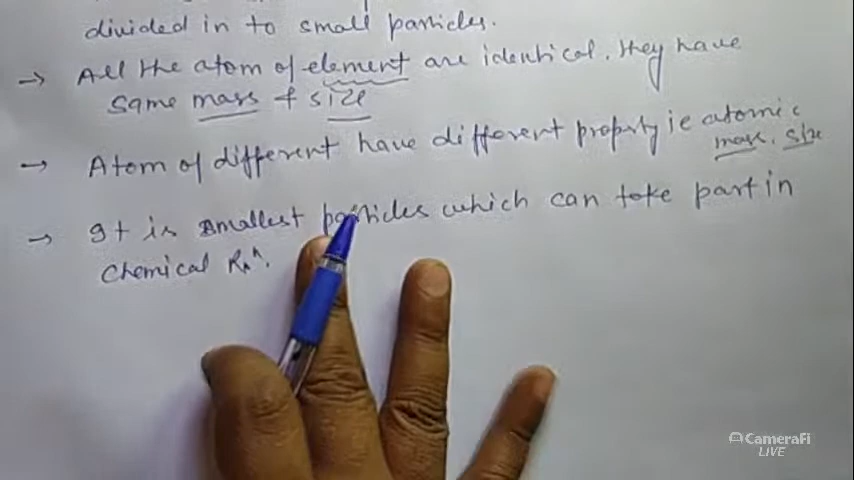 divided in to small particles.
→ All the atom of element are identical. they have
same mass & size
→ Atom of different have different property ie atomic
mass. size
→ It is smallest particles which can take part in
chemical Rxⁿ.
CameraFi
LIVE